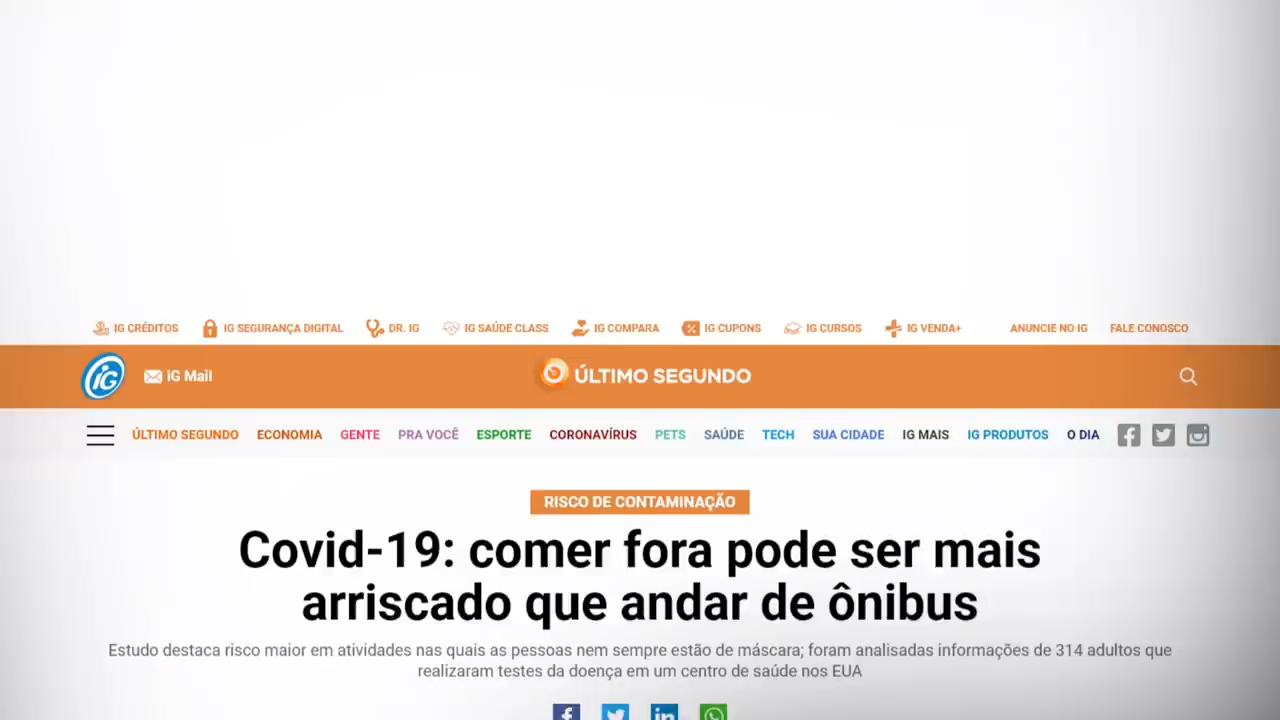 IG CRÉDITOS IG SEGURANÇA DIGITAL DR. IG IG SAÚDE CLASS IG COMPARA IG CUPONS IG CURSOS IG VENDA+ ANUNCIE NO IG FALE CONOSCO
iG iG Mail ÚLTIMO SEGUNDO
ÚLTIMO SEGUNDO ECONOMIA GENTE PRA VOCÊ ESPORTE CORONAVÍRUS PETS SAÚDE TECH SUA CIDADE IG MAIS IG PRODUTOS O DIA
RISCO DE CONTAMINAÇÃO
Covid-19: comer fora pode ser mais
arriscado que andar de ônibus
Estudo destaca risco maior em atividades nas quais as pessoas nem sempre estão de máscara; foram analisadas informações de 314 adultos que
realizaram testes da doença em um centro de saúde nos EUA